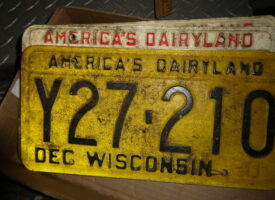 AMERICA'S DAIRYLAND
AMERICA'S DAIRYLAND
Y27-210
DEC WISCONSIN